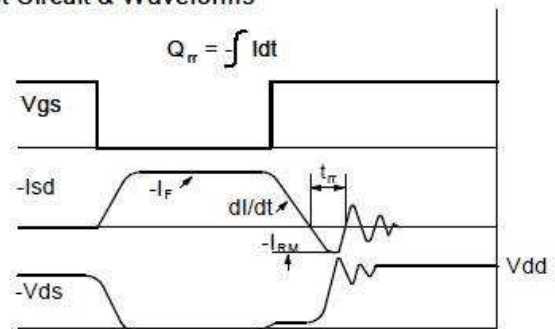 t Circuit & Waveforms
Qrr = -∫ Idt
Vgs
-Isd
-IF
dI/dt
trr
-IRM
Vdd
-Vds